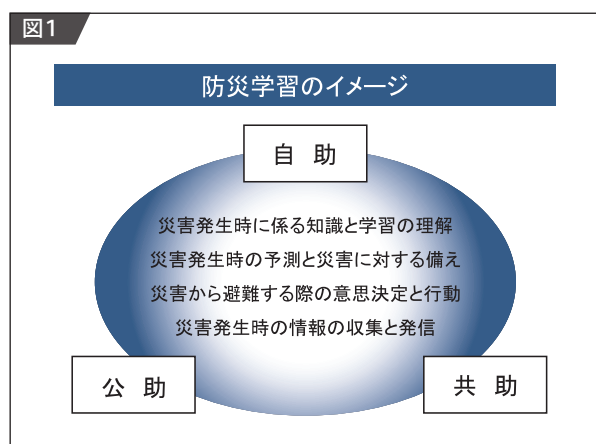 図1
防災学習のイメージ
自 助
災害発生時に係る知識と学習の理解
災害発生時の予測と災害に対する備え
災害から避難する際の意思決定と行動
災害発生時の情報の収集と発信
公 助
共 助